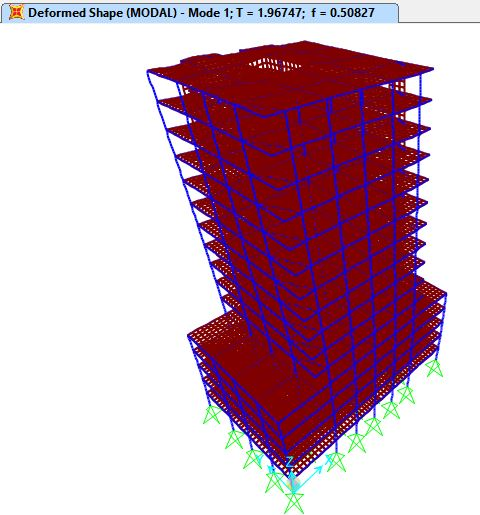 Deformed Shape (MODAL) - Mode 1; T = 1.96747; f = 0.50827
Z